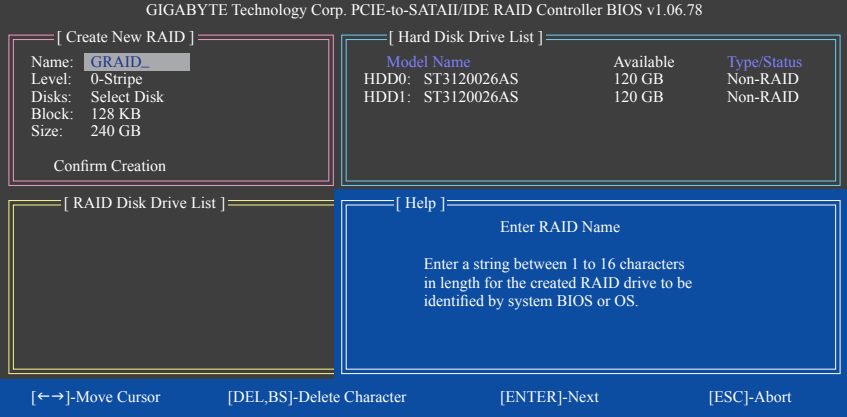 GIGABYTE Technology Corp. PCIE-to-SATAII/IDE RAID Controller BIOS v1.06.78
[ Create New RAID ]
Name: GRAID_
Level: 0-Stripe
Disks: Select Disk
Block: 128 KB
Size: 240 GB
Confirm Creation
[ Hard Disk Drive List ]
Model Name Available Type/Status
HDD0: ST3120026AS 120 GB Non-RAID
HDD1: ST3120026AS 120 GB Non-RAID
[ RAID Disk Drive List ]
[ Help ]
Enter RAID Name
Enter a string between 1 to 16 characters
in length for the created RAID drive to be
identified by system BIOS or OS.
[←→]-Move Cursor [DEL,BS]-Delete Character [ENTER]-Next [ESC]-Abort